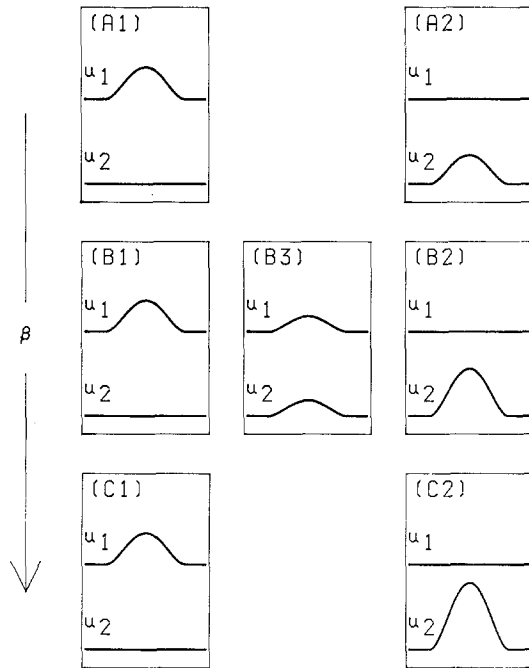 (A1) (A2)
u1 u1
u2 u2
(B1) (B3) (B2)
u1 u1 u1
β
u2 u2 u2
(C1) (C2)
u1 u1
u2 u2